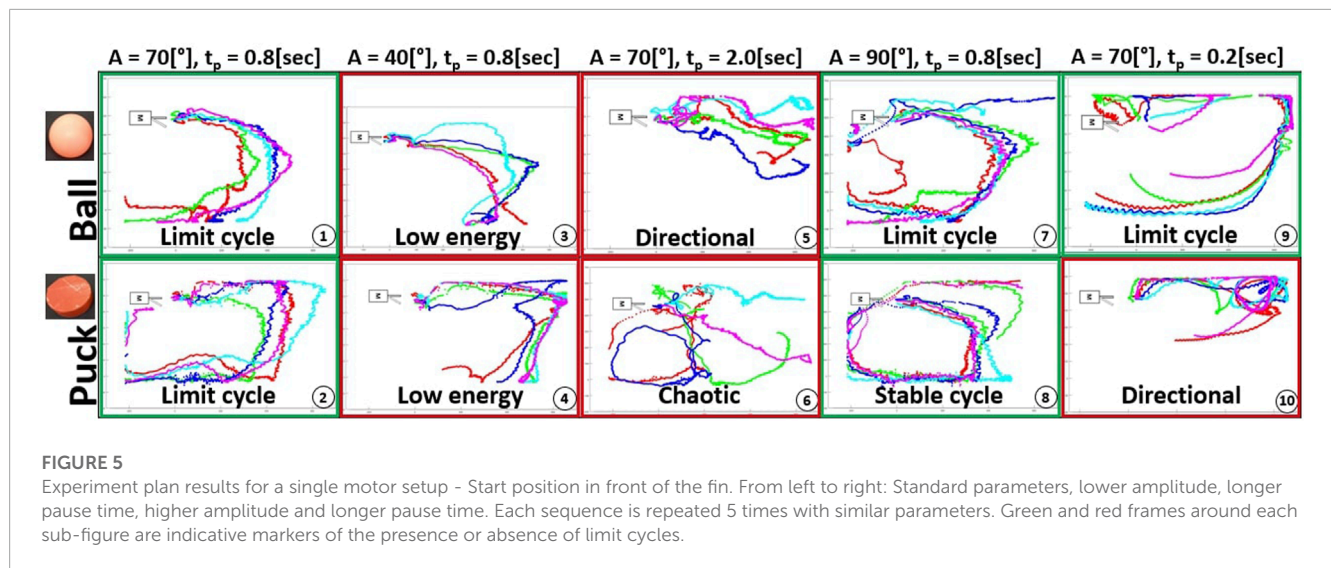 A = 70[°], tp = 0.8[sec] A = 40[°], tp = 0.8[sec] A = 70[°], tp = 2.0[sec] A = 90[°], tp = 0.8[sec] A = 70[°], tp = 0.2[sec]
Ball
M M M M M
Limit cycle 1 Low energy 3 Directional 5 Limit cycle 7 Limit cycle 9
Puck
M M M M M
Limit cycle 2 Low energy 4 Chaotic 6 Stable cycle 8 Directional 10
FIGURE 5
Experiment plan results for a single motor setup - Start position in front of the fin. From left to right: Standard parameters, lower amplitude, longer
pause time, higher amplitude and longer pause time. Each sequence is repeated 5 times with similar parameters. Green and red frames around each
sub-figure are indicative markers of the presence or absence of limit cycles.